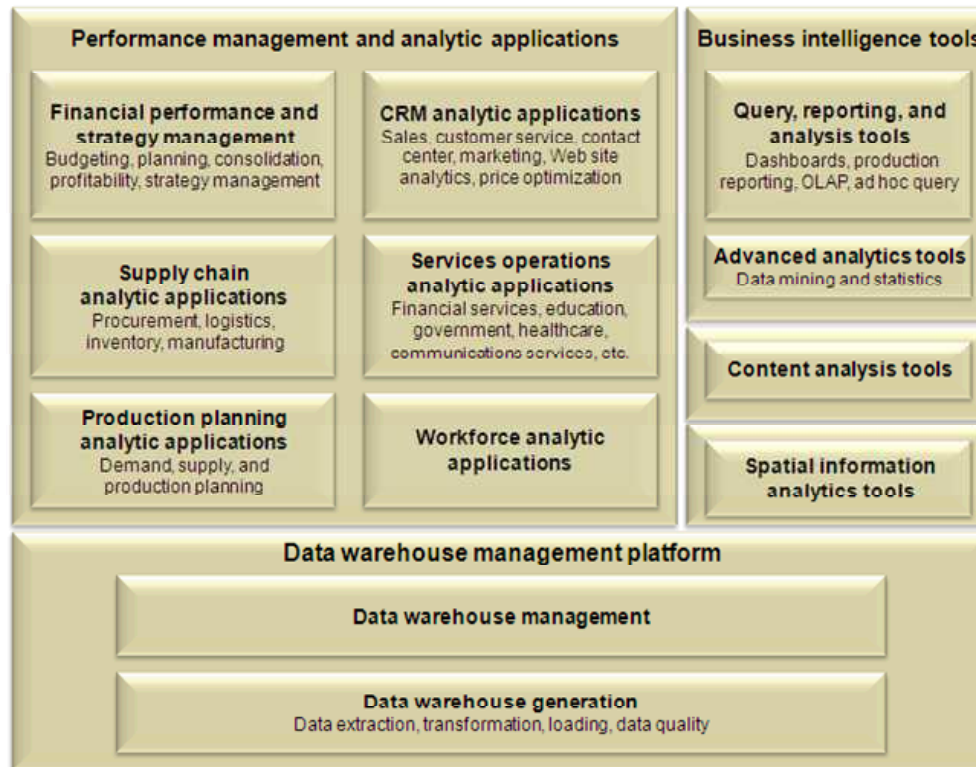 Performance management and analytic applications
Financial performance and
strategy management
Budgeting, planning, consolidation,
profitability, strategy management
CRM analytic applications
Sales, customer service, contact
center, marketing, Web site
analytics, price optimization
Supply chain
analytic applications
Procurement, logistics,
inventory, manufacturing
Services operations
analytic applications
Financial services, education,
government, healthcare,
communications services, etc.
Production planning
analytic applications
Demand, supply, and
production planning
Workforce analytic
applications
Business intelligence tools
Query, reporting, and
analysis tools
Dashboards, production
reporting, OLAP, ad hoc query
Advanced analytics tools
Data mining and statistics
Content analysis tools
Spatial information
analytics tools
Data warehouse management platform
Data warehouse management
Data warehouse generation
Data extraction, transformation, loading, data quality